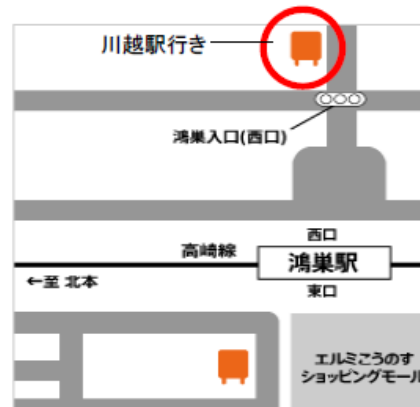 川越駅行き
鴻巣入口(西口)
西口
高崎線
鴻巣駅
←至 北本
東口
エルミこうのす
ショッピングモール